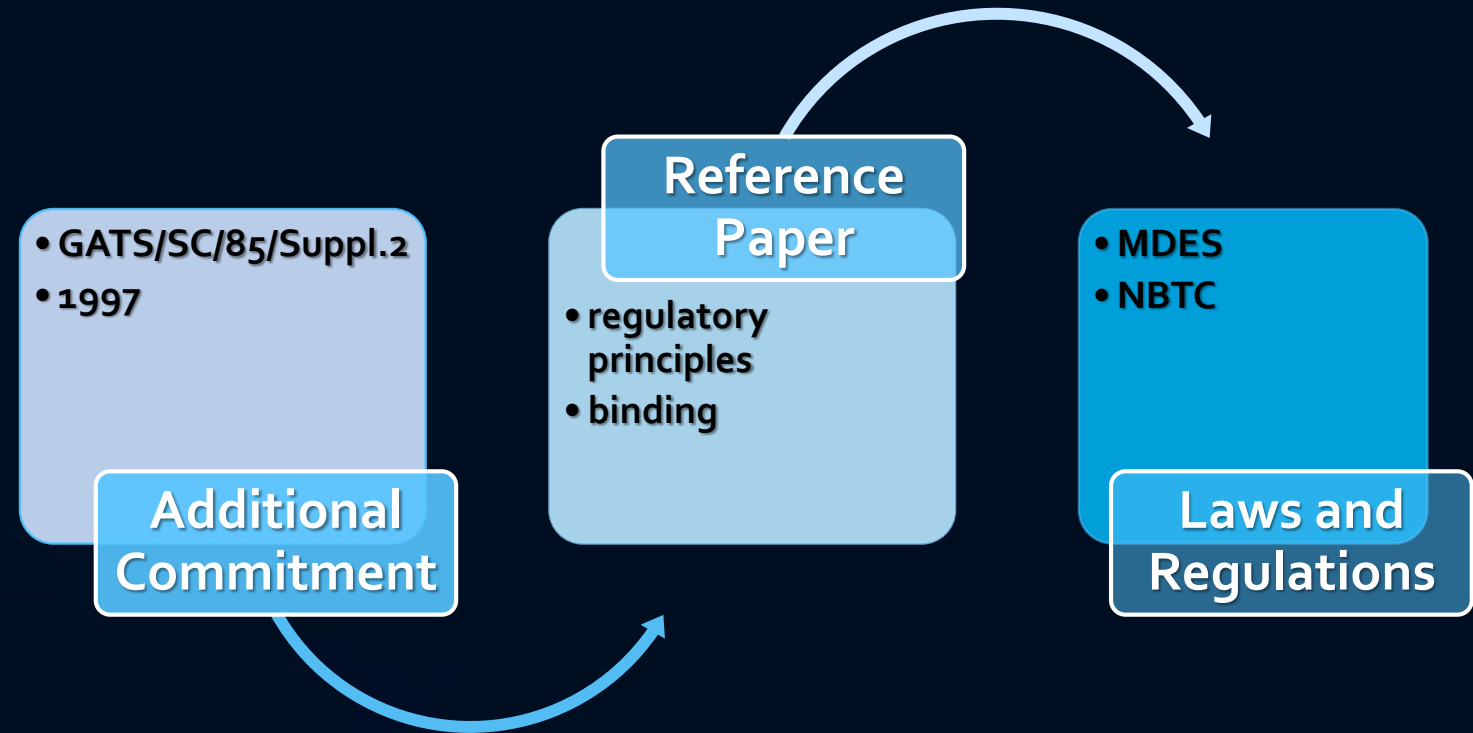 • GATS/SC/85/Suppl.2
• 1997
Additional
Commitment
Reference
Paper
• regulatory
principles
• binding
• MDES
• NBTC
Laws and
Regulations